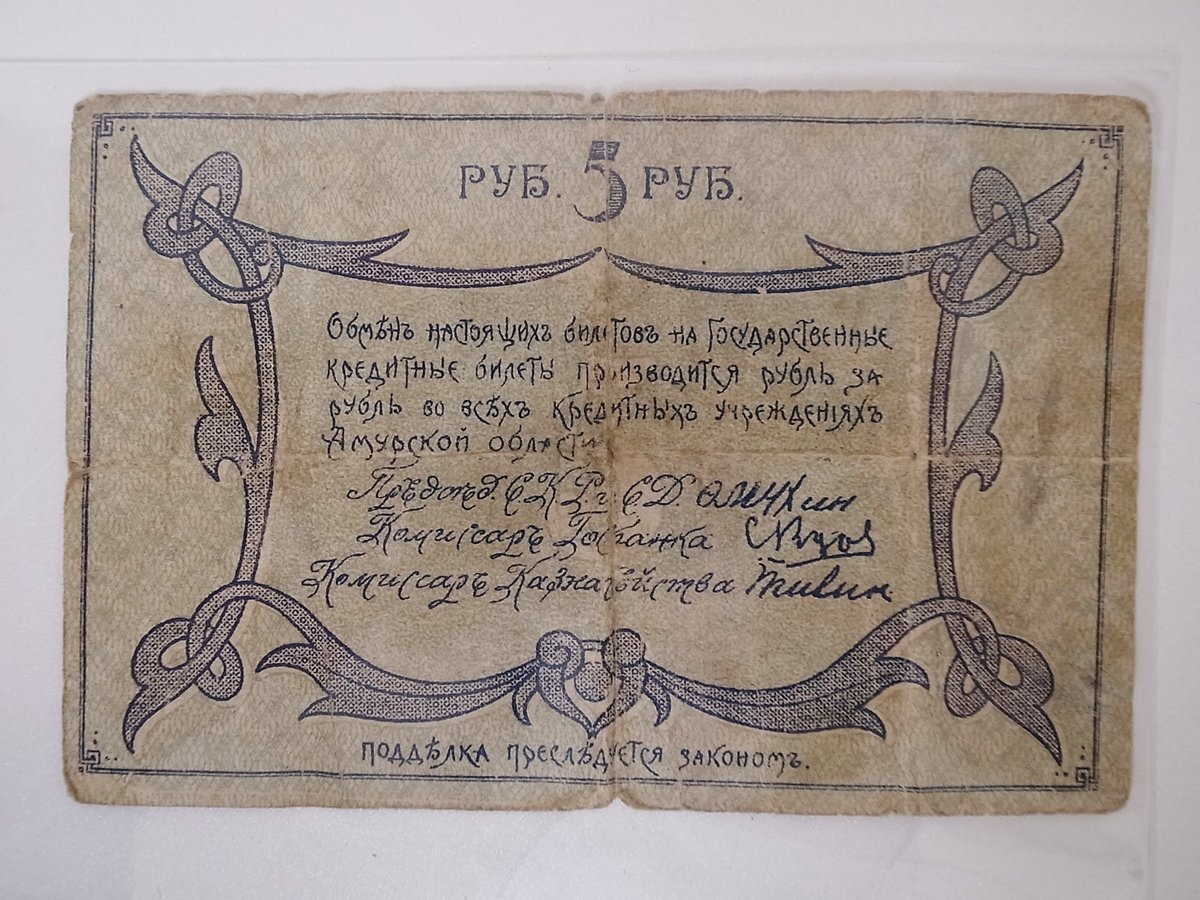 РУБ. 5 РУБ.
Обмѣнъ настоящихъ билетовъ на Государственные
кредитные билеты производится рубль за
рубль во всѣхъ кредитныхъ учрежденіяхъ
Амурской области
Комиссаръ Госбанка
Комиссаръ Казначейства
поддѣлка преслѣдуется закономъ.